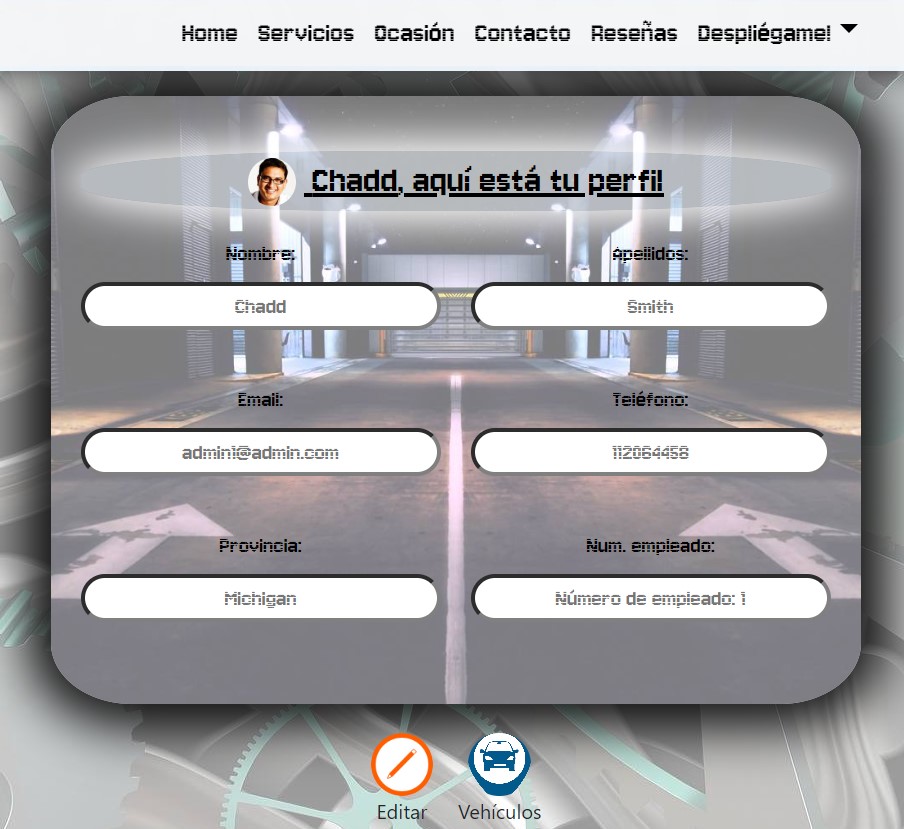 Home Servicios Ocasión Contacto Reseñas Despliégame!
Chadd, aquí está tu perfil
Nombre: Apellidos:
Chadd Smith
Email: Teléfono:
admin1@admin.com 112064458
Provincia: Num. empleado:
Michigan Número de empleado: 1
Editar Vehículos